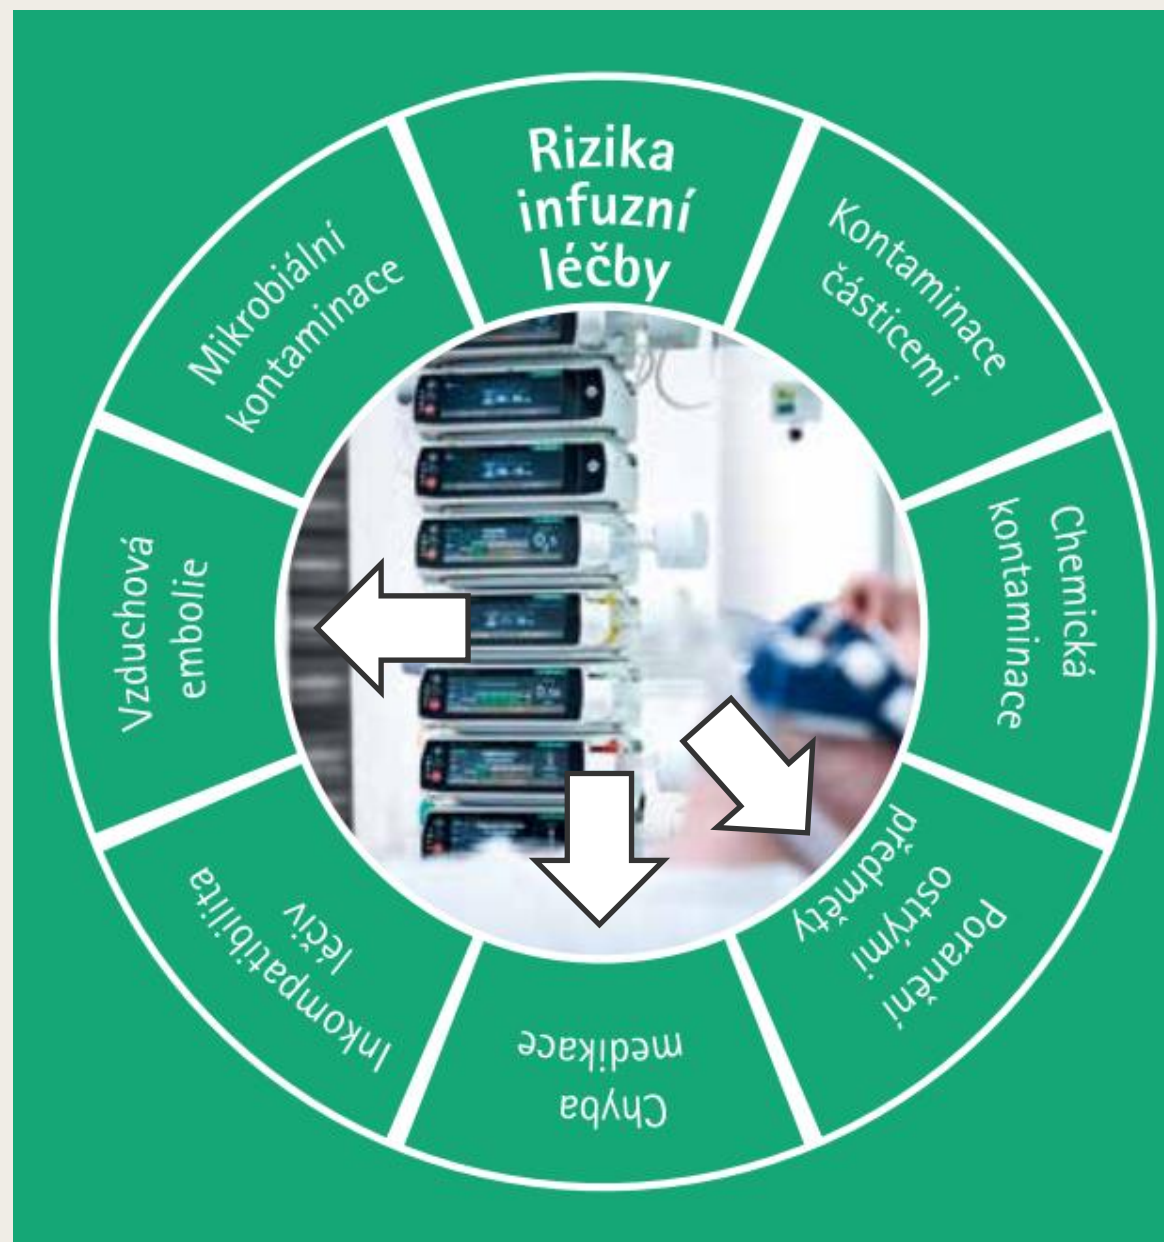 Rizika
infuzní
léčby
Kontaminace
částicemi
Chemická
kontaminace
Poranění
ostrými
předměty
Chyba
medikace
Inkompatibilita
léčiv
Vzduchová
embolie
Mikrobiální
kontaminace